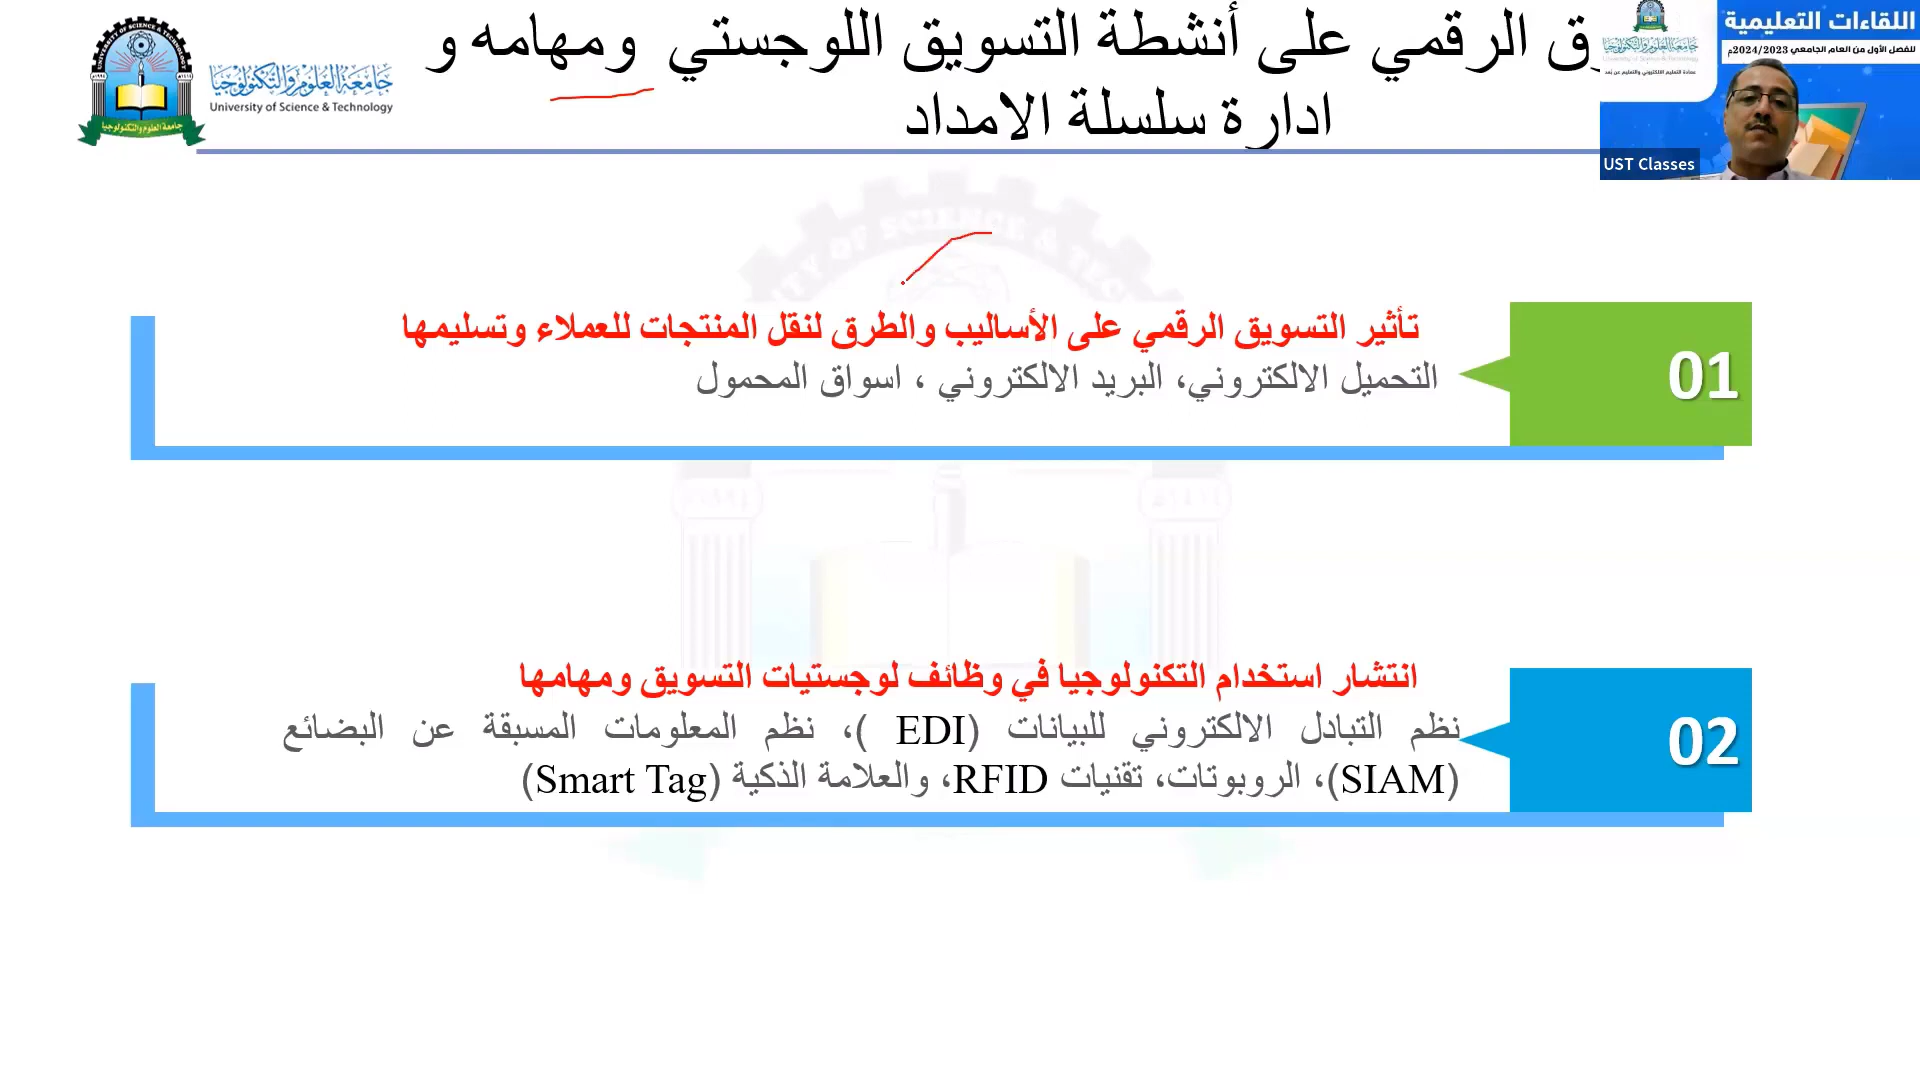 ق الرقمي على أنشطة التسويق اللوجستي ومهامه و
ادارة سلسلة الامداد
جامعة العلوم والتكنولوجيا
University of Science & Technology
اللقاءات التعليمية
للفصل الأول من العام الجامعي 2024/2023م
UST Classes
تأثير التسويق الرقمي على الأساليب والطرق لنقل المنتجات للعملاء وتسليمها
التحميل الالكتروني، البريد الالكتروني ، اسواق المحمول
01
انتشار استخدام التكنولوجيا في وظائف لوجستيات التسويق ومهامها
نظم التبادل الالكتروني للبيانات (EDI )، نظم المعلومات المسبقة عن البضائع
(SIAM)، الروبوتات، تقنيات RFID، والعلامة الذكية (Smart Tag)
02